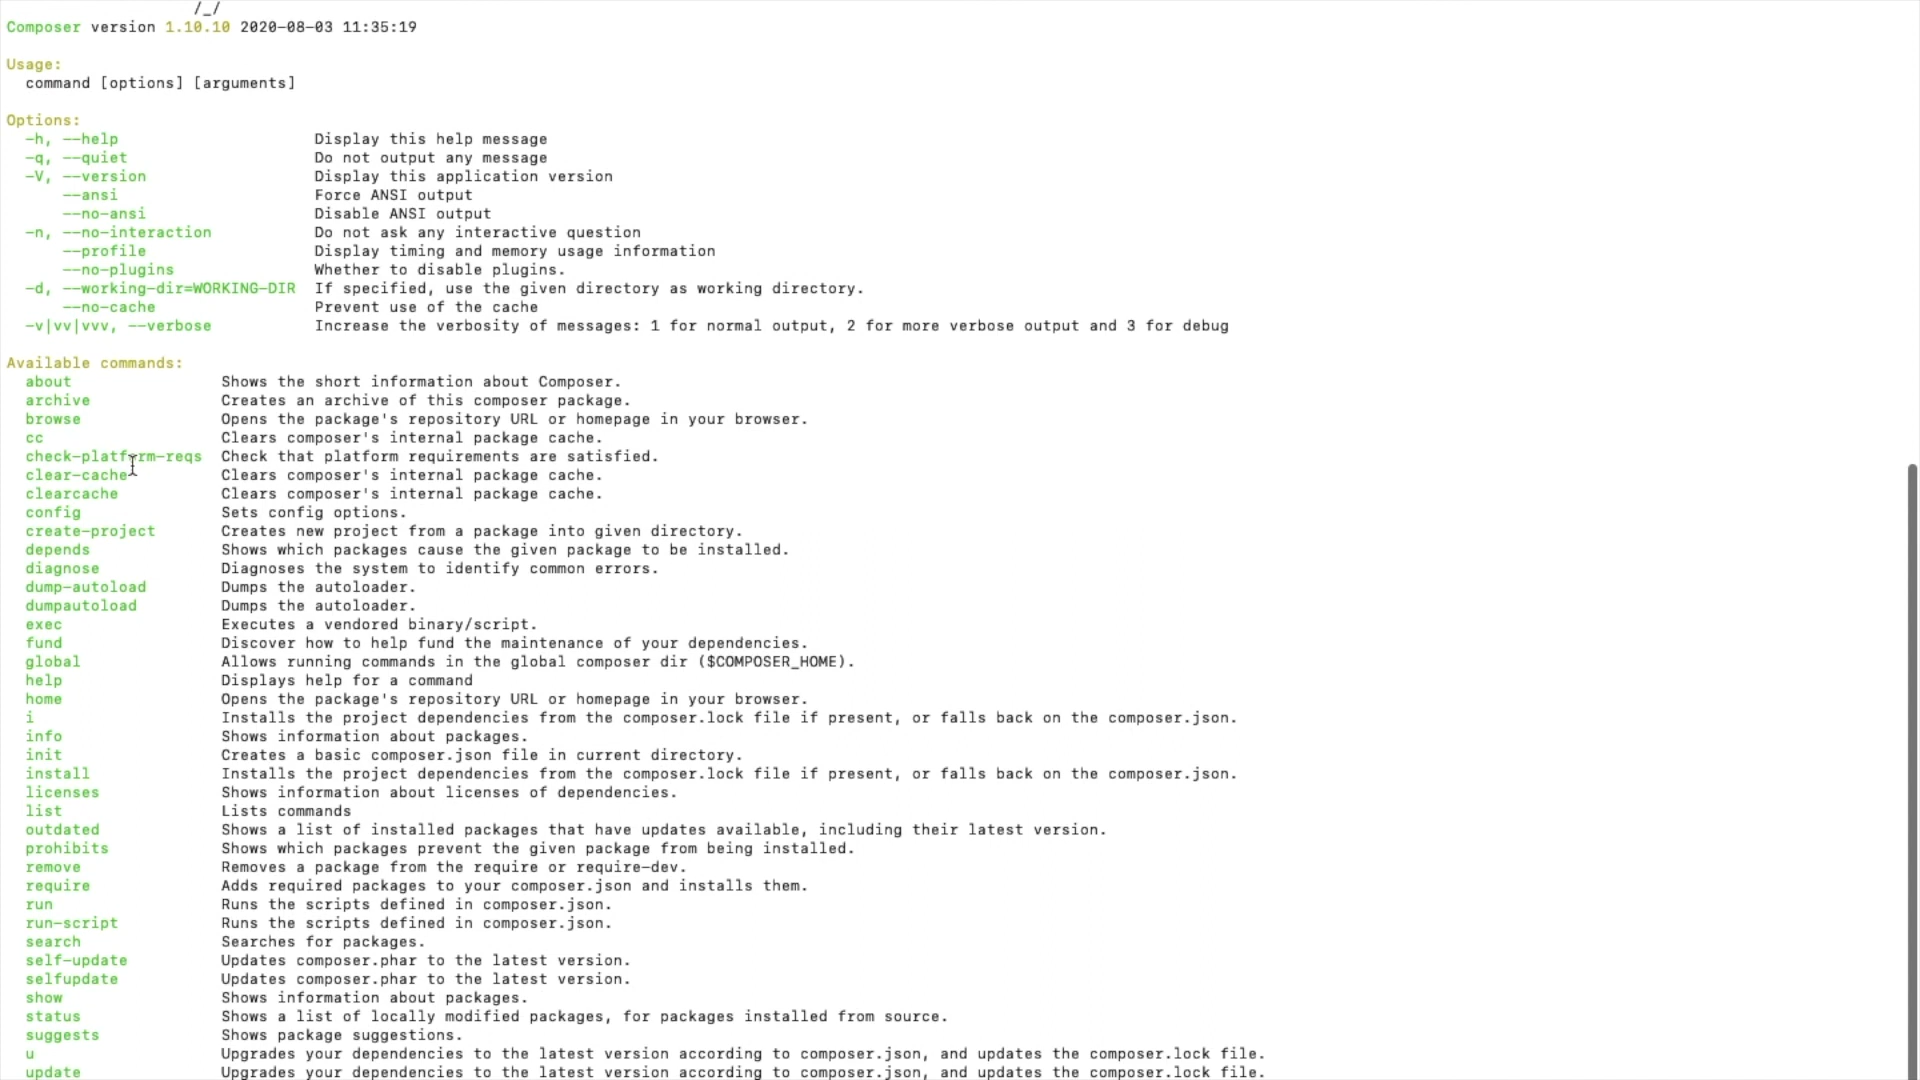 /_/
Composer version 1.10.10 2020-08-03 11:35:19
Usage:
command [options] [arguments]
Options:
-h, --help Display this help message
-q, --quiet Do not output any message
-V, --version Display this application version
--ansi Force ANSI output
--no-ansi Disable ANSI output
-n, --no-interaction Do not ask any interactive question
--profile Display timing and memory usage information
--no-plugins Whether to disable plugins.
-d, --working-dir=WORKING-DIR If specified, use the given directory as working directory.
--no-cache Prevent use of the cache
-v|vv|vvv, --verbose Increase the verbosity of messages: 1 for normal output, 2 for more verbose output and 3 for debug
Available commands:
about Shows the short information about Composer.
archive Creates an archive of this composer package.
browse Opens the package's repository URL or homepage in your browser.
cc Clears composer's internal package cache.
check-platform-reqs Check that platform requirements are satisfied.
clear-cache Clears composer's internal package cache.
clearcache Clears composer's internal package cache.
config Sets config options.
create-project Creates new project from a package into given directory.
depends Shows which packages cause the given package to be installed.
diagnose Diagnoses the system to identify common errors.
dump-autoload Dumps the autoloader.
dumpautoload Dumps the autoloader.
exec Executes a vendored binary/script.
fund Discover how to help fund the maintenance of your dependencies.
global Allows running commands in the global composer dir ($COMPOSER_HOME).
help Displays help for a command
home Opens the package's repository URL or homepage in your browser.
i Installs the project dependencies from the composer.lock file if present, or falls back on the composer.json.
info Shows information about packages.
init Creates a basic composer.json file in current directory.
install Installs the project dependencies from the composer.lock file if present, or falls back on the composer.json.
licenses Shows information about licenses of dependencies.
list Lists commands
outdated Shows a list of installed packages that have updates available, including their latest version.
prohibits Shows which packages prevent the given package from being installed.
remove Removes a package from the require or require-dev.
require Adds required packages to your composer.json and installs them.
run Runs the scripts defined in composer.json.
run-script Runs the scripts defined in composer.json.
search Searches for packages.
self-update Updates composer.phar to the latest version.
selfupdate Updates composer.phar to the latest version.
show Shows information about packages.
status Shows a list of locally modified packages, for packages installed from source.
suggests Shows package suggestions.
u Upgrades your dependencies to the latest version according to composer.json, and updates the composer.lock file.
update Upgrades your dependencies to the latest version according to composer.json, and updates the composer.lock file.